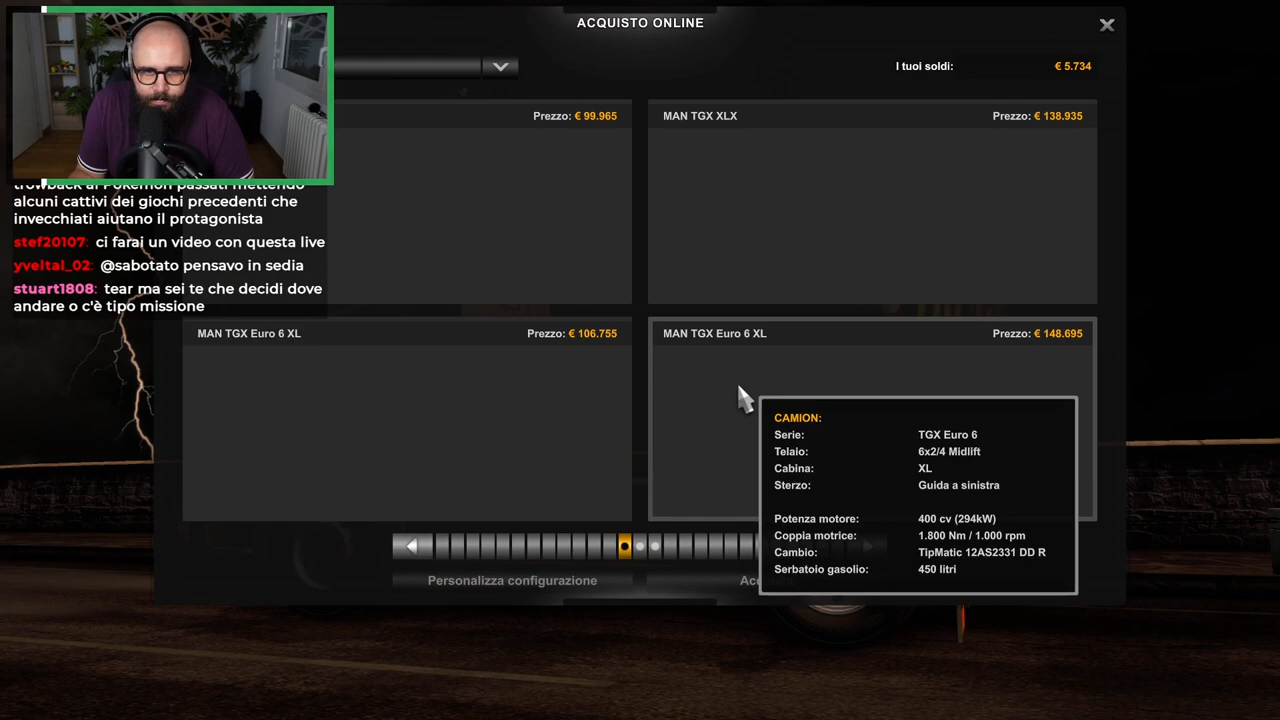 ACQUISTO ONLINE
I tuoi soldi: € 5.734
Prezzo: € 99.965
MAN TGX XLX Prezzo: € 138.935
trowback ai Pokemon passati mettendo
alcuni cattivi dei giochi precedenti che
invecchiati aiutano il protagonista
stef20107: ci farai un video con questa live
yveltal_02: @sabotato pensavo in sedia
stuart1808: tear ma sei te che decidi dove
andare o c'è tipo missione
MAN TGX Euro 6 XL Prezzo: € 106.755
MAN TGX Euro 6 XL Prezzo: € 148.695
CAMION:
Serie: TGX Euro 6
Telaio: 6x2/4 Midlift
Cabina: XL
Sterzo: Guida a sinistra
Potenza motore: 400 cv (294kW)
Coppia motrice: 1.800 Nm / 1.000 rpm
Cambio: TipMatic 12AS2331 DD R
Serbatoio gasolio: 450 litri
Personalizza configurazione